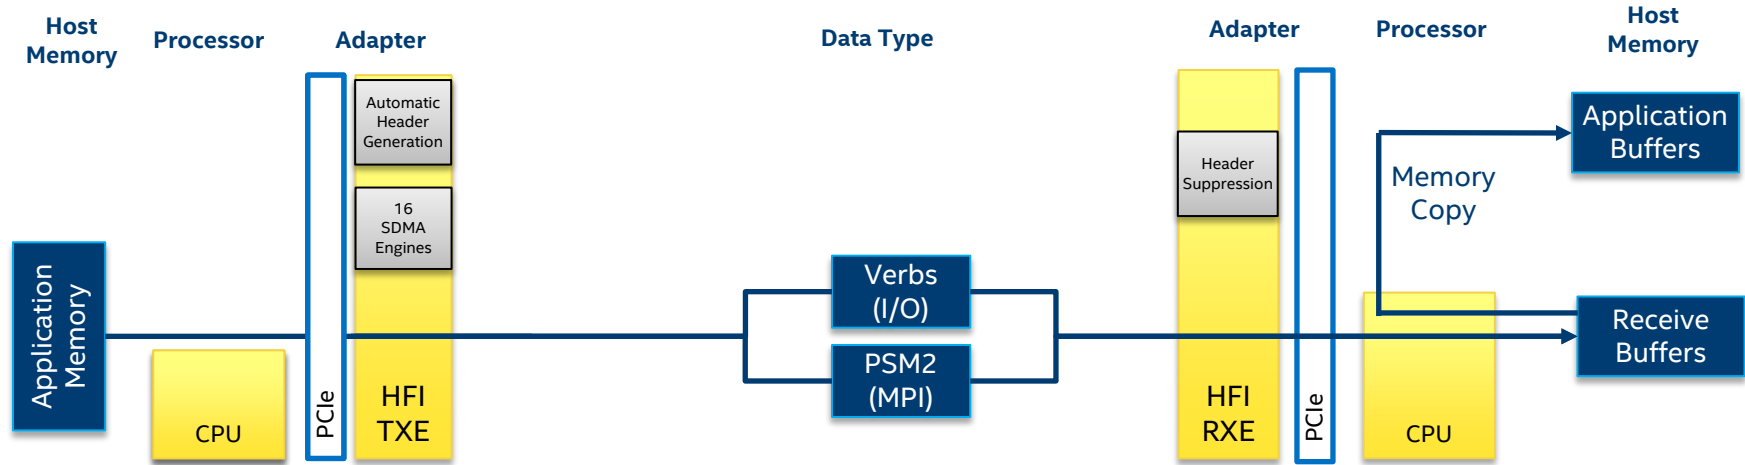 Host
Memory
Processor
Adapter
Data Type
Adapter
Processor
Host
Memory
Automatic
Header
Generation
16
SDMA
Engines
Application
Memory
CPU
PCIe
HFI
TXE
Verbs
(I/O)
PSM2
(MPI)
Header
Suppression
HFI
RXE
PCIe
CPU
Memory
Copy
Application
Buffers
Receive
Buffers